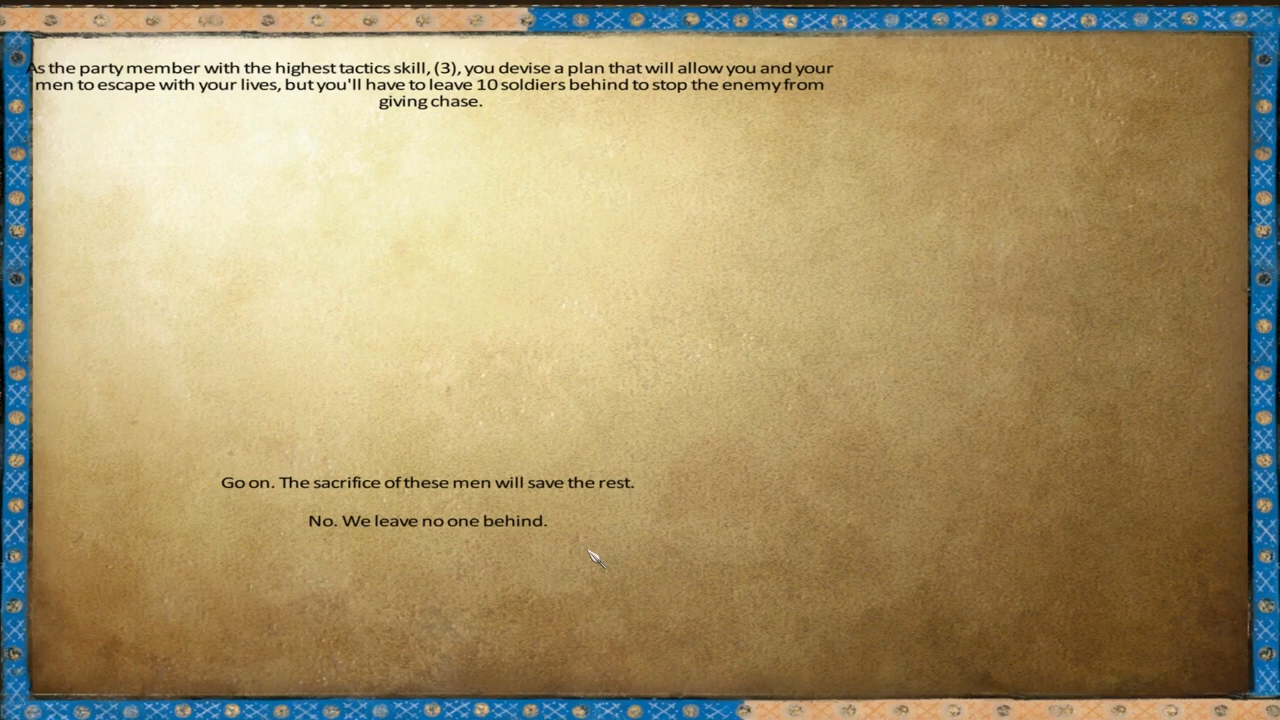 As the party member with the highest tactics skill, (3), you devise a plan that will allow you and your
men to escape with your lives, but you'll have to leave 10 soldiers behind to stop the enemy from
giving chase.
Go on. The sacrifice of these men will save the rest.
No. We leave no one behind.